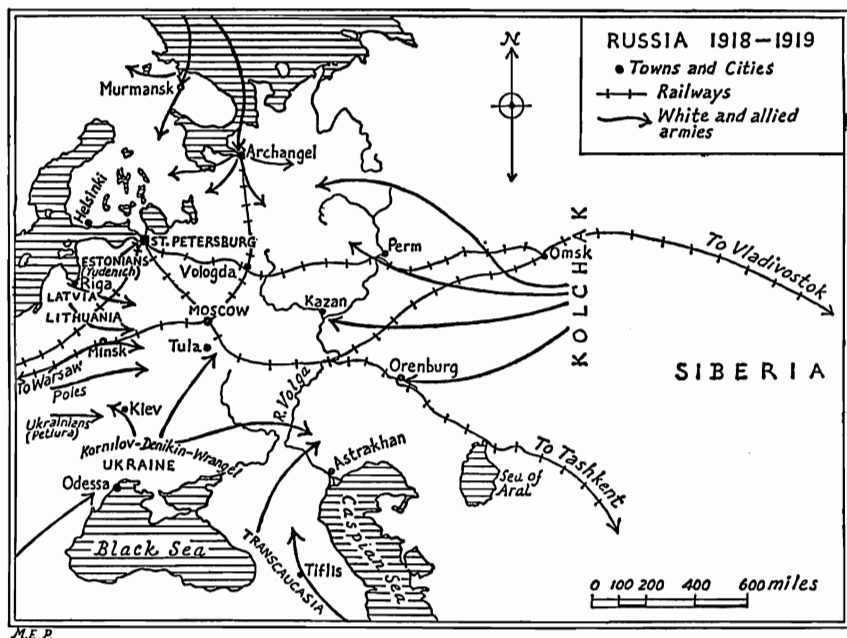 RUSSIA 1918–1919
Towns and Cities
Railways
White and allied
armies
N
Murmansk
Archangel
Helsinki
ST. PETERSBURG
ESTONIANS
(Yudenich)
Riga
LATVIA
LITHUANIA
Vologda
Perm
Omsk
To Vladivostok
KOLCHAK
MOSCOW
Kazan
Minsk
Tula
To Warsaw
Poles
Orenburg
SIBERIA
R. Volga
Kiev
Ukrainians
(Petlura)
Kornilov-Denikin-Wrangel
UKRAINE
Odessa
Astrakhan
Sea of
Aral
To Tashkent
Black Sea
TRANSCAUCASIA
Caspian Sea
Tiflis
0 100 200 400 600 miles
M.E.P.